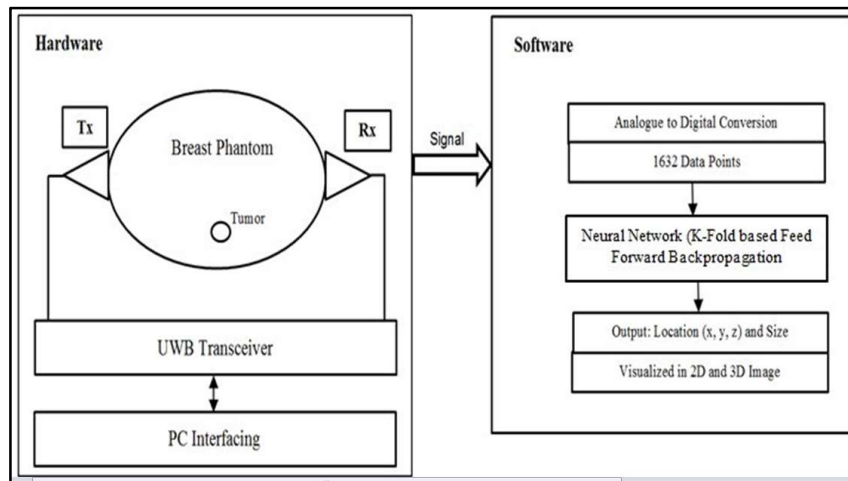 Hardware
Tx
Rx
Breast Phantom
Tumor
UWB Transceiver
PC Interfacing
Signal
Software
Analogue to Digital Conversion
1632 Data Points
Neural Network (K-Fold based Feed
Forward Backpropagation
Output: Location (x, y, z) and Size
Visualized in 2D and 3D Image